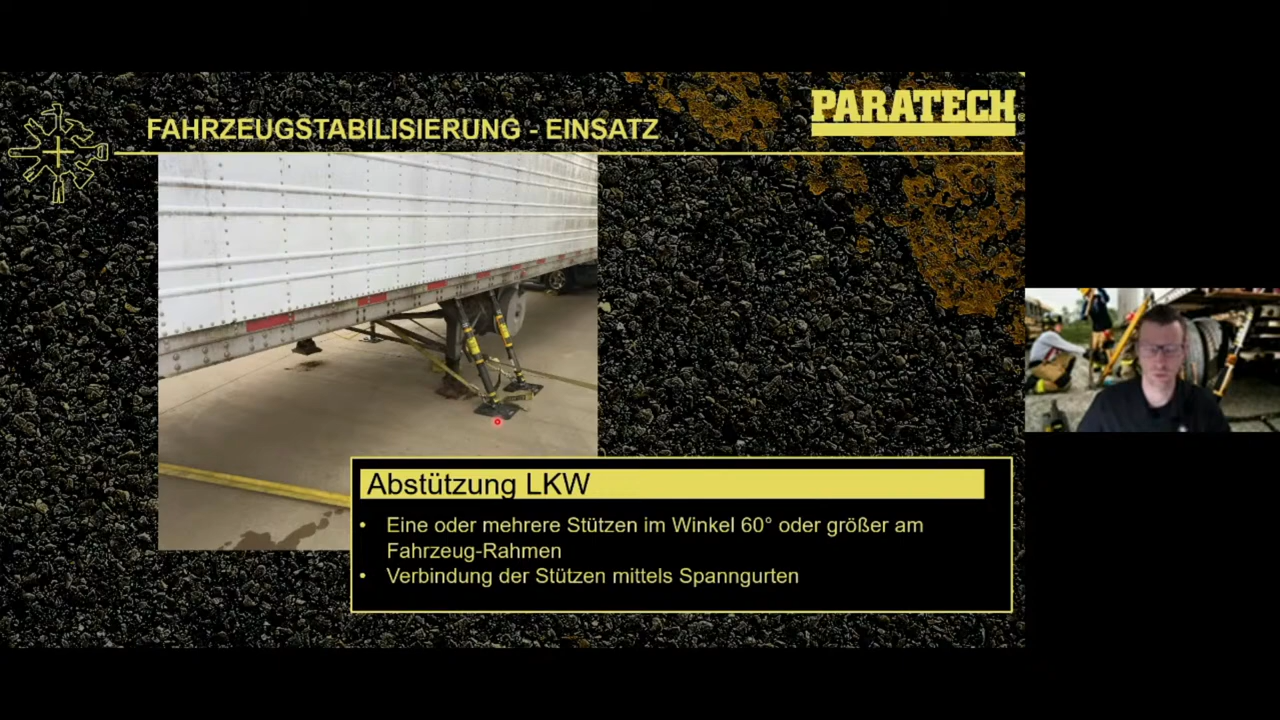 PARATECH®
FAHRZEUGSTABILISIERUNG - EINSATZ
Abstützung LKW
• Eine oder mehrere Stützen im Winkel 60° oder größer am
Fahrzeug-Rahmen
• Verbindung der Stützen mittels Spanngurten